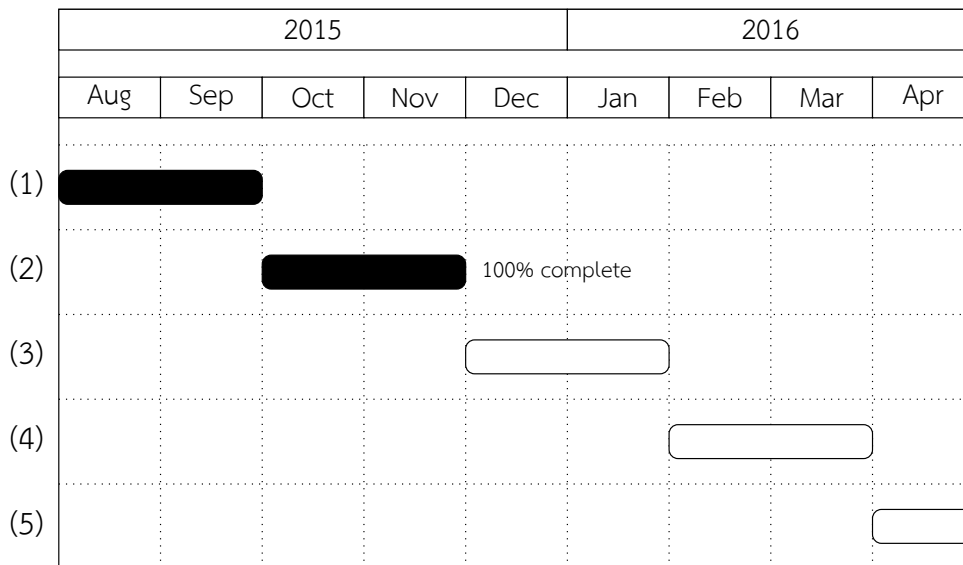 2015 2016
Aug Sep Oct Nov Dec Jan Feb Mar Apr
(1)
(2) 100% complete
(3)
(4)
(5)